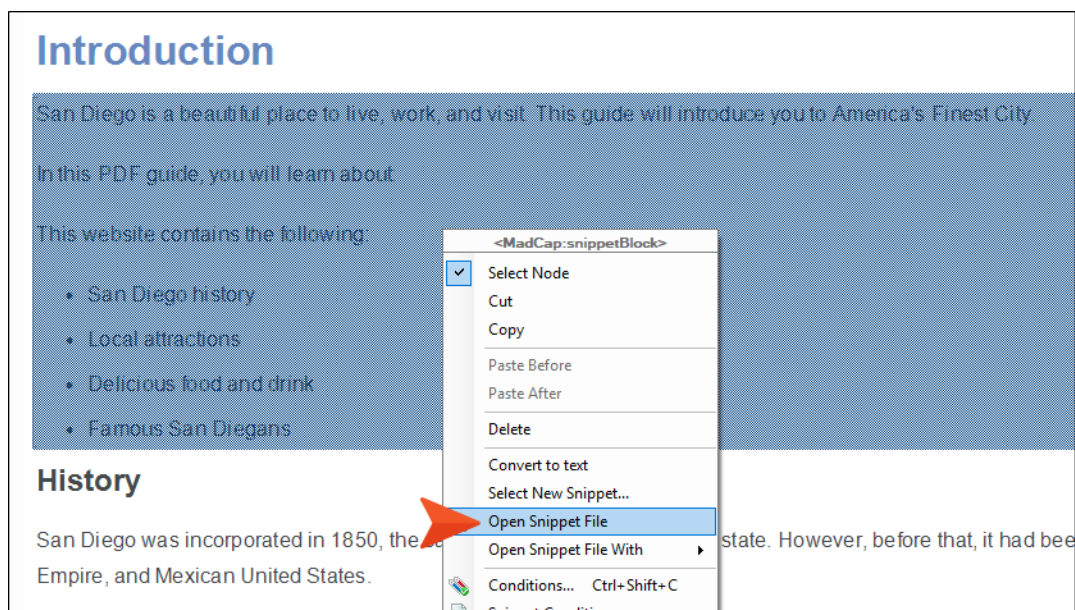 Introduction
San Diego is a beautiful place to live, work, and visit. This guide will introduce you to America's Finest City.
In this PDF guide, you will learn about:
This website contains the following:
• San Diego history
• Local attractions
• Delicious food and drink
• Famous San Diegans
<MadCap:snippetBlock>
Select Node
Cut
Copy
Paste Before
Paste After
Delete
Convert to text
Select New Snippet...
Open Snippet File
Open Snippet File With
Conditions... Ctrl+Shift+C
History
San Diego was incorporated in 1850, the state. However, before that, it had bee
Empire, and Mexican United States.